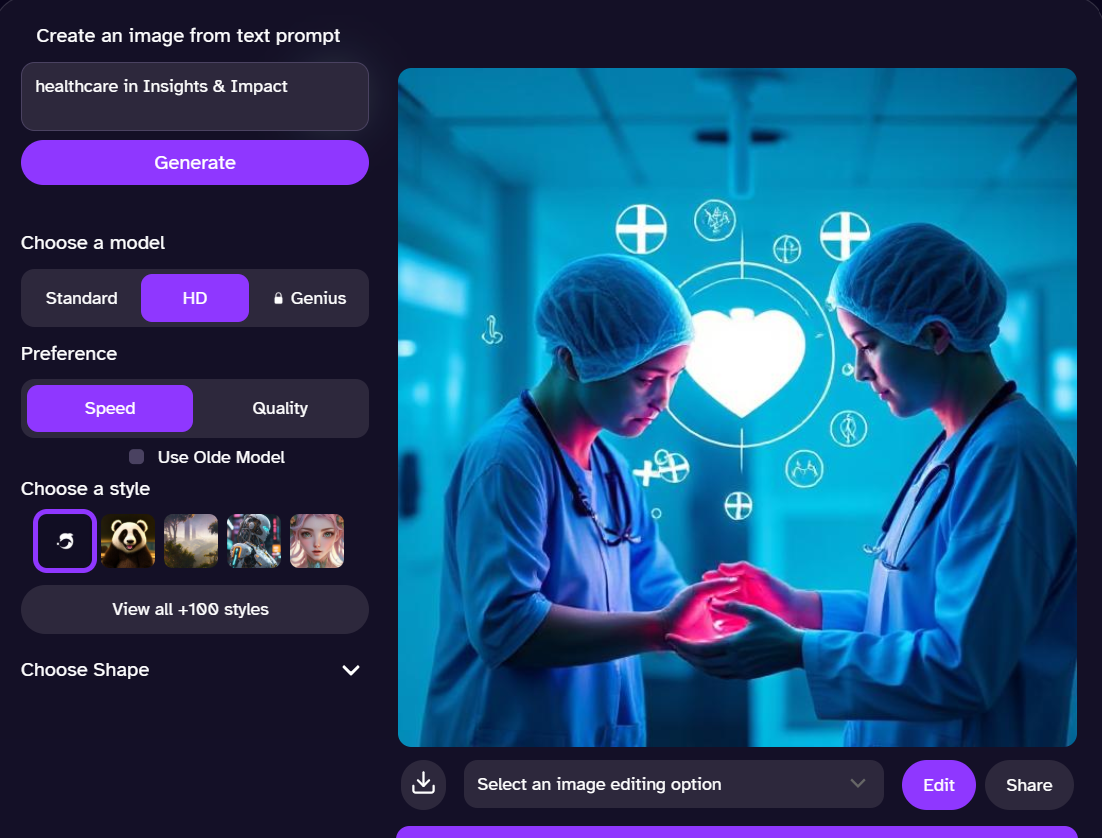 Create an image from text prompt
healthcare in Insights & Impact
Generate
Choose a model
Standard
HD
Genius
Preference
Speed
Quality
Use Olde Model
Choose a style
View all +100 styles
Choose Shape
Select an image editing option
Edit
Share